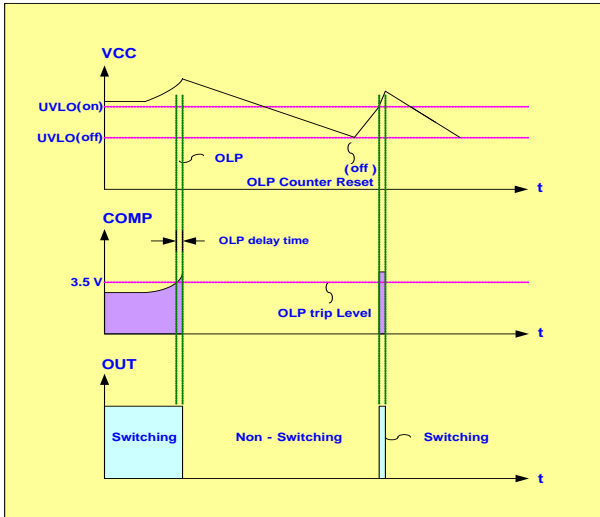 VCC
UVLO(on)
UVLO(off)
OLP
(off)
OLP Counter Reset
t
COMP
OLP delay time
3.5 V
OLP trip Level
t
OUT
Switching
Non - Switching
Switching
t